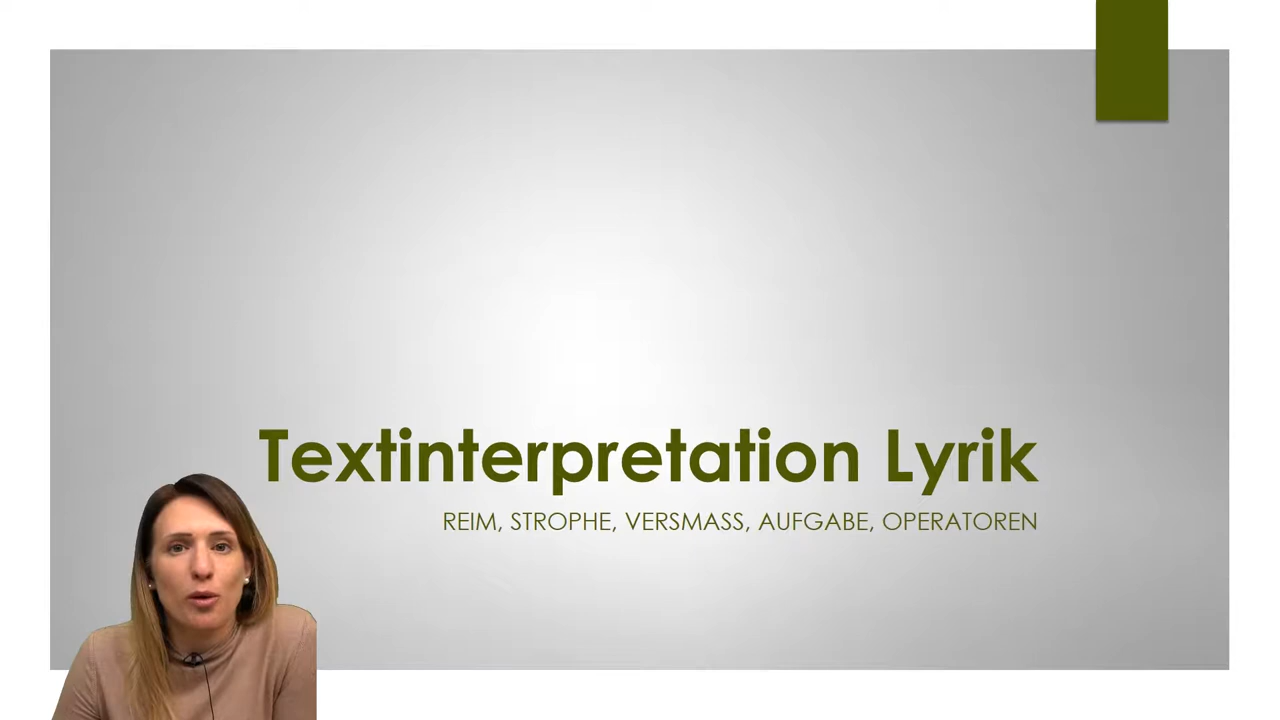 Textinterpretation Lyrik
REIM, STROPHE, VERSMASS, AUFGABE, OPERATOREN